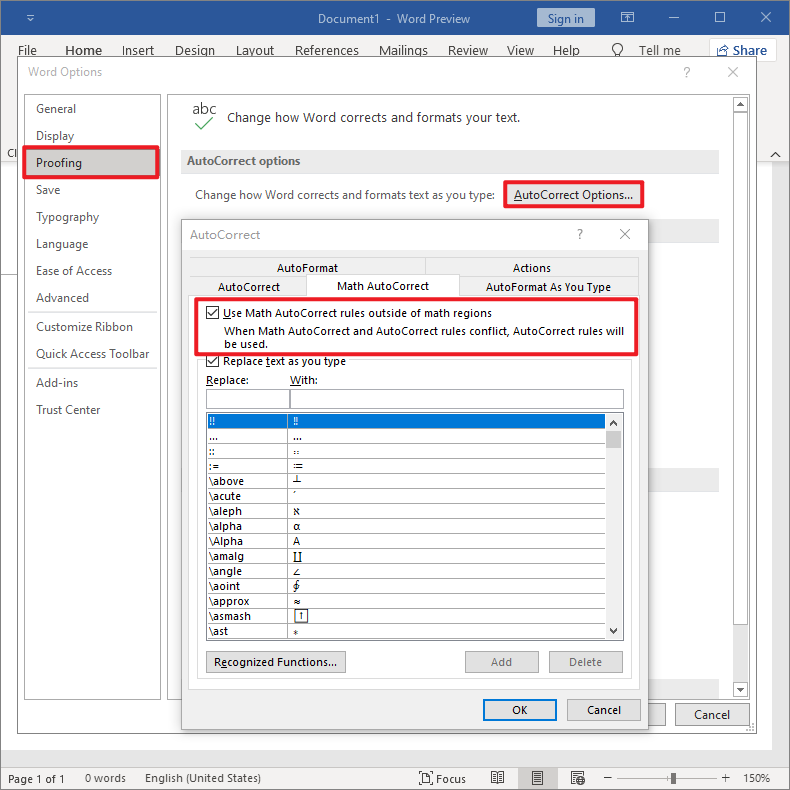 Document1 - Word Preview
Sign in
File Home Insert Design Layout References Mailings Review View Help Tell me Share
Word Options
General
Display
Proofing
Save
Typography
Language
Ease of Access
Advanced
Customize Ribbon
Quick Access Toolbar
Add-ins
Trust Center
abc
Change how Word corrects and formats your text.
AutoCorrect options
Change how Word corrects and formats text as you type:
AutoCorrect Options...
AutoCorrect
AutoFormat Actions
AutoCorrect Math AutoCorrect AutoFormat As You Type
Use Math AutoCorrect rules outside of math regions
When Math AutoCorrect and AutoCorrect rules conflict, AutoCorrect rules will
be used.
Replace text as you type
Replace: With:
!! ‼
... …
:: ∷
:= ≔
\above ┴
\acute ́
\aleph ℵ
\alpha α
\Alpha Α
\amalg ∐
\angle ∠
\aoint ∳
\approx ≈
\asmash ⬆
\ast ∗
Recognized Functions...
Add
Delete
OK
Cancel
Cancel
Page 1 of 1 0 words English (United States) Focus 150%